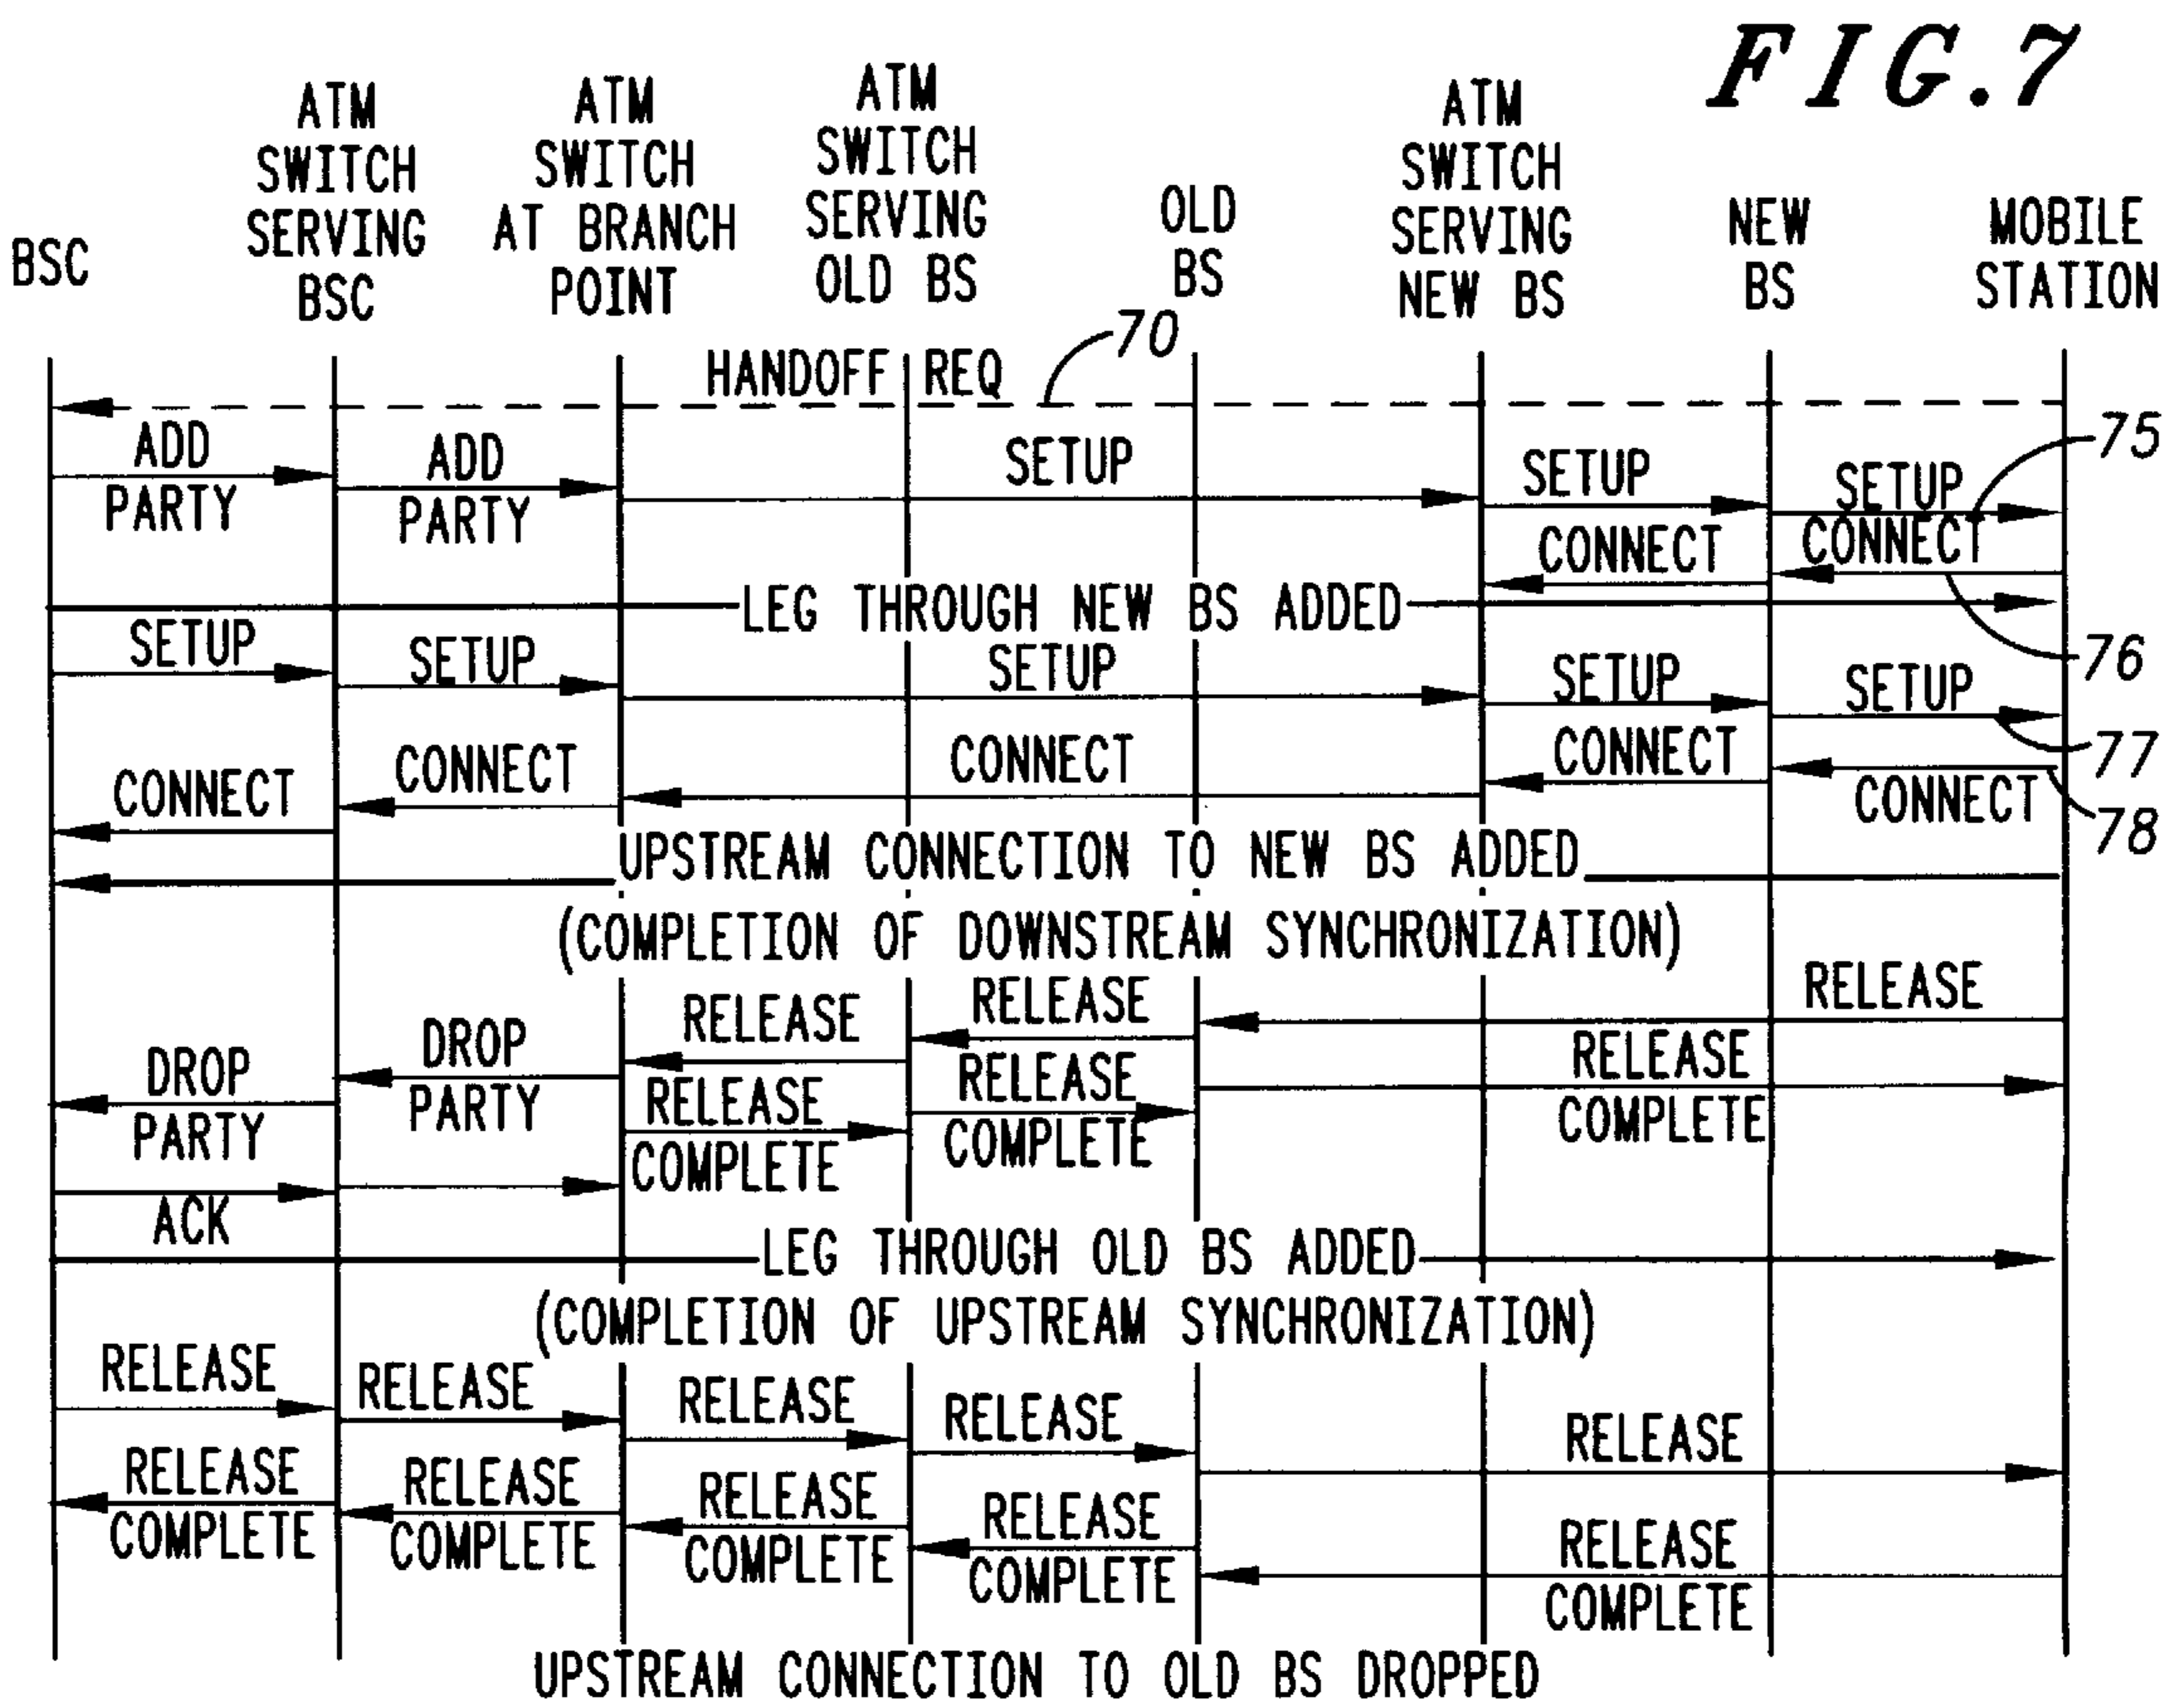 FIG.7
BSC
ATM
SWITCH
SERVING
BSC
ATM
SWITCH
AT BRANCH
POINT
ATM
SWITCH
SERVING
OLD BS
OLD
BS
ATM
SWITCH
SERVING
NEW BS
NEW
BS
MOBILE
STATION
HANDOFF REQ
70
ADD
PARTY
ADD
PARTY
SETUP
SETUP
SETUP
75
CONNECT
CONNECT
76
LEG THROUGH NEW BS ADDED
SETUP
SETUP
SETUP
SETUP
SETUP
77
CONNECT
CONNECT
CONNECT
CONNECT
CONNECT
78
UPSTREAM CONNECTION TO NEW BS ADDED
(COMPLETION OF DOWNSTREAM SYNCHRONIZATION)
RELEASE
RELEASE
RELEASE
DROP
PARTY
DROP
PARTY
RELEASE
COMPLETE
RELEASE
COMPLETE
RELEASE
COMPLETE
ACK
LEG THROUGH OLD BS ADDED
(COMPLETION OF UPSTREAM SYNCHRONIZATION)
RELEASE
RELEASE
RELEASE
RELEASE
RELEASE
RELEASE
COMPLETE
RELEASE
COMPLETE
RELEASE
COMPLETE
RELEASE
COMPLETE
RELEASE
COMPLETE
UPSTREAM CONNECTION TO OLD BS DROPPED